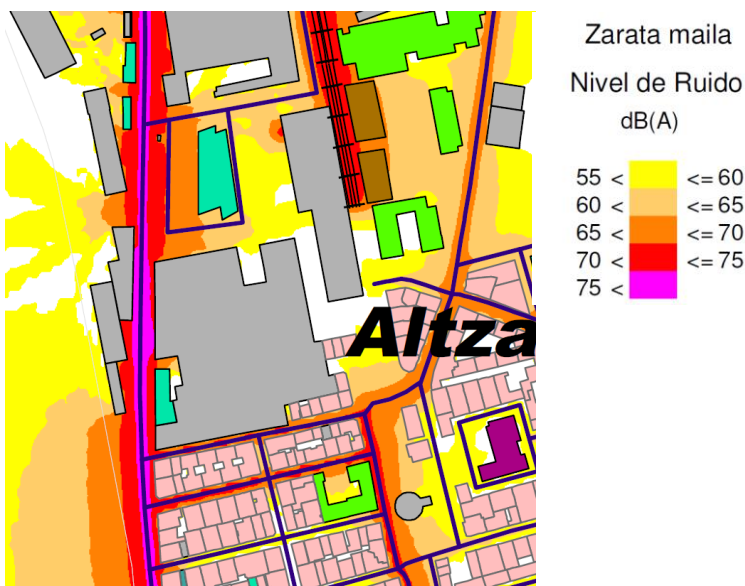 Altza
Zarata maila
Nivel de Ruido
dB(A)
55 < <= 60
60 < <= 65
65 < <= 70
70 < <= 75
75 <